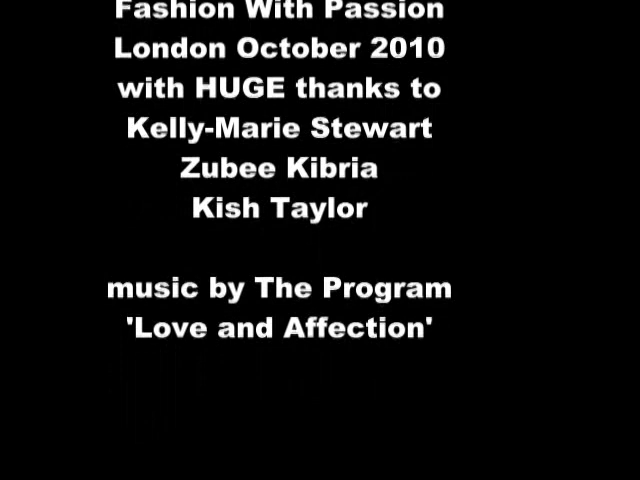 Fashion With Passion
London October 2010
with HUGE thanks to
Kelly-Marie Stewart
Zubee Kibria
Kish Taylor
music by The Program
'Love and Affection'